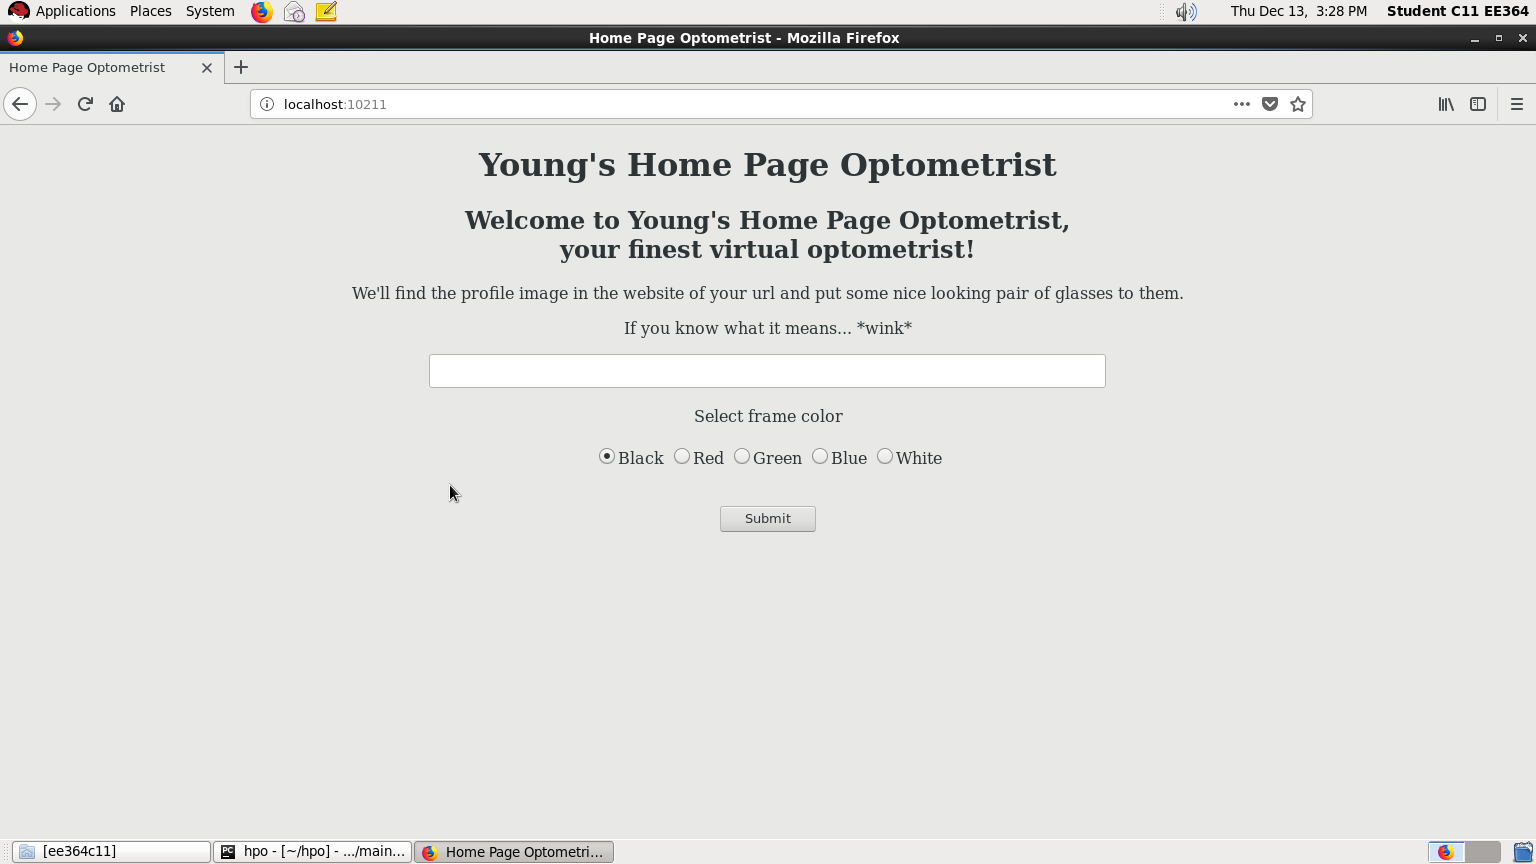 Applications Places System Thu Dec 13, 3:28 PM Student C11 EE364
Home Page Optometrist - Mozilla Firefox
Home Page Optometrist
localhost:10211
Young's Home Page Optometrist
Welcome to Young's Home Page Optometrist,
your finest virtual optometrist!
We'll find the profile image in the website of your url and put some nice looking pair of glasses to them.
If you know what it means... *wink*
Select frame color
Black Red Green Blue White
Submit
[ee364c11] PC hpo - [~/hpo] - .../main... Home Page Optometri...